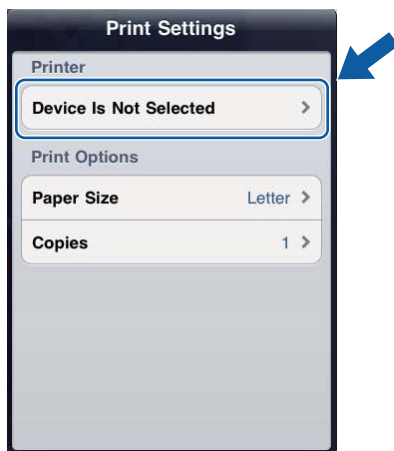 Print Settings
Printer
Device Is Not Selected
Print Options
Paper Size Letter
Copies 1